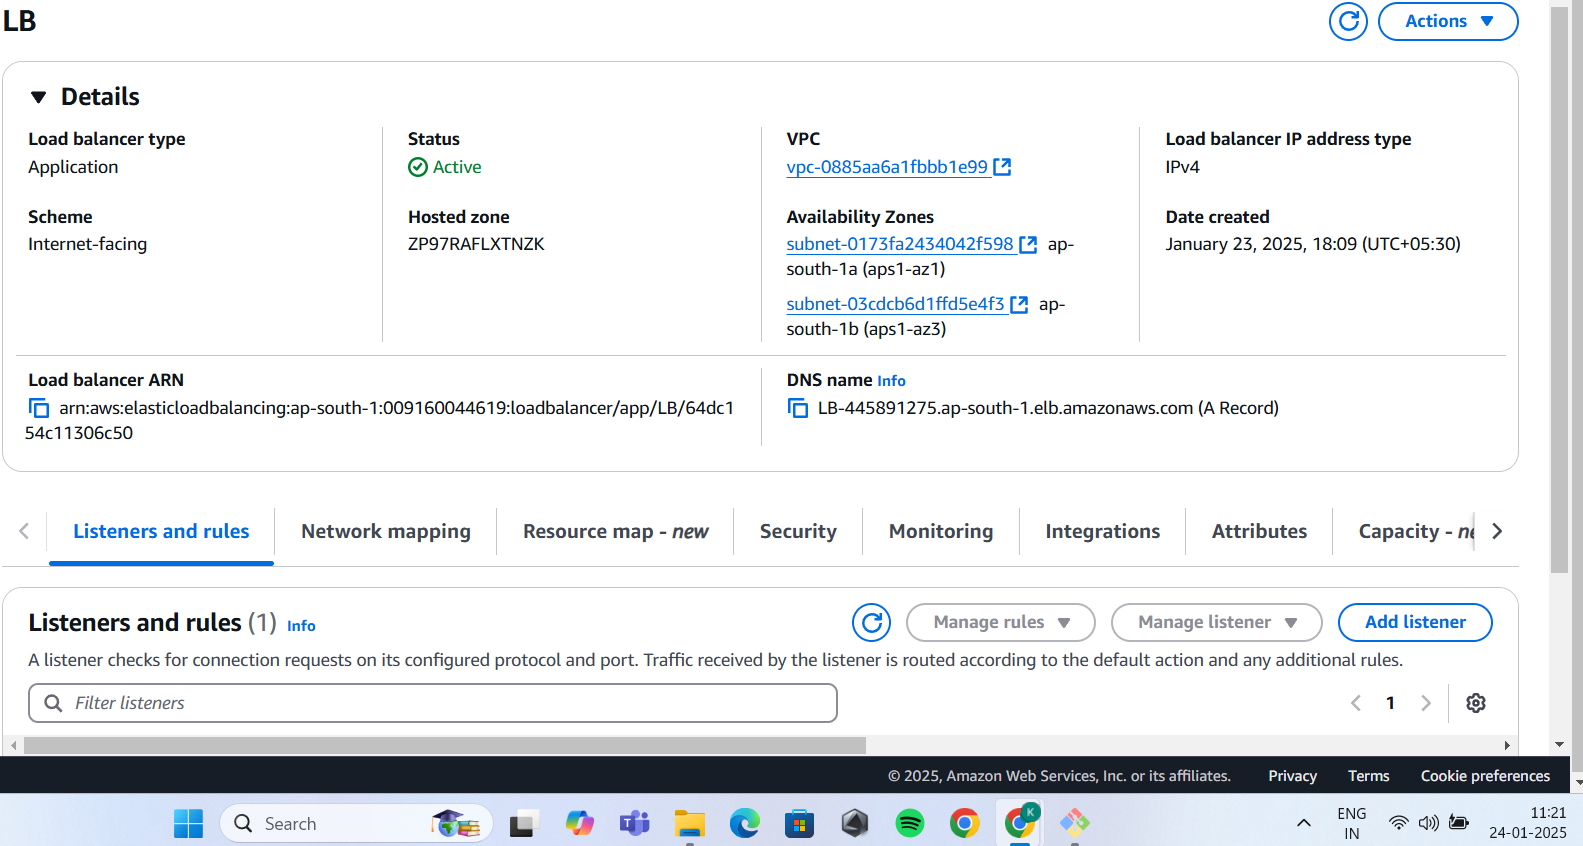 LB
Actions
Details
Load balancer type
Application
Status
Active
VPC
vpc-0885aa6a1fbbb1e99
Load balancer IP address type
IPv4
Scheme
Internet-facing
Hosted zone
ZP97RAFLXTNZK
Availability Zones
subnet-0173fa2434042f598 ap-
south-1a (aps1-az1)
subnet-03cdcb6d1ffd5e4f3 ap-
south-1b (aps1-az3)
Date created
January 23, 2025, 18:09 (UTC+05:30)
Load balancer ARN
arn:aws:elasticloadbalancing:ap-south-1:009160044619:loadbalancer/app/LB/64dc1
54c11306c50
DNS name Info
LB-445891275.ap-south-1.elb.amazonaws.com (A Record)
Listeners and rules Network mapping Resource map - new Security Monitoring Integrations Attributes Capacity - ne
Listeners and rules (1) Info
Manage rules Manage listener Add listener
A listener checks for connection requests on its configured protocol and port. Traffic received by the listener is routed according to the default action and any additional rules.
Filter listeners
1
© 2025, Amazon Web Services, Inc. or its affiliates. Privacy Terms Cookie preferences
Search
T
K
ENG
IN
11:21
24-01-2025